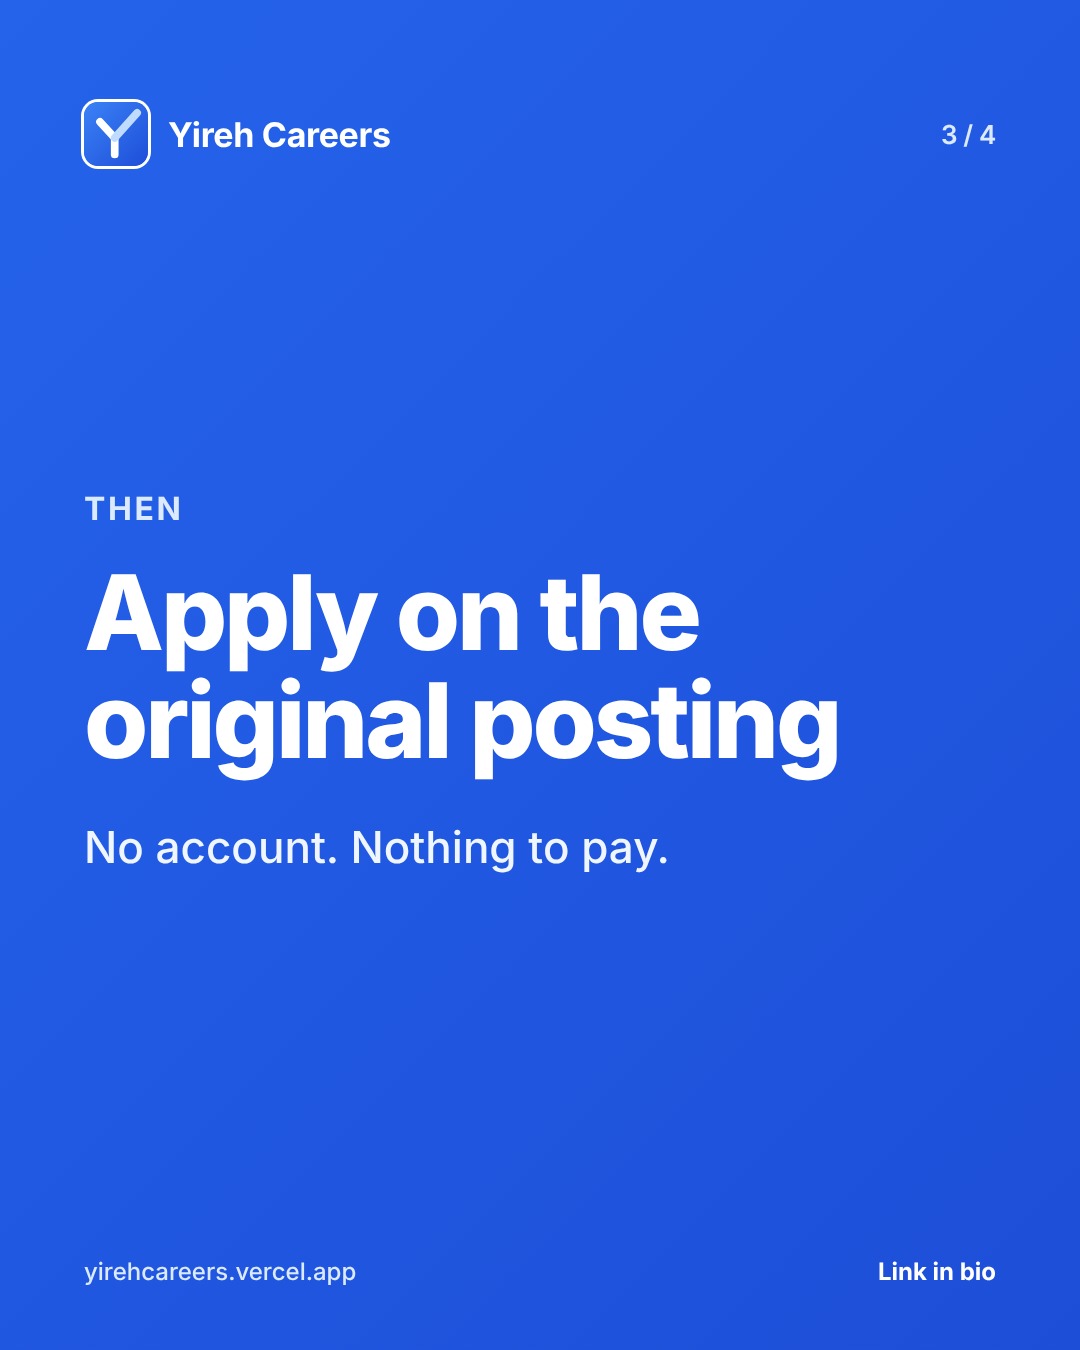 Yireh Careers
3 / 4
THEN
Apply on the
original posting
No account. Nothing to pay.
yirehcareers.vercel.app
Link in bio